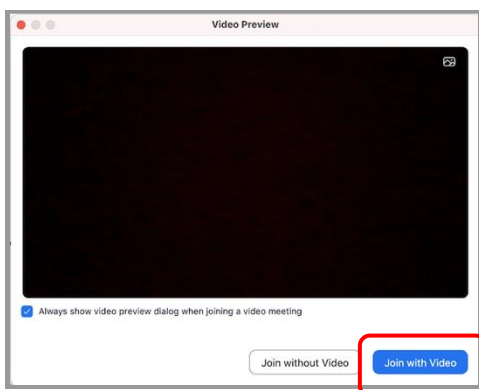 Video Preview
Always show video preview dialog when joining a video meeting
Join without Video
Join with Video